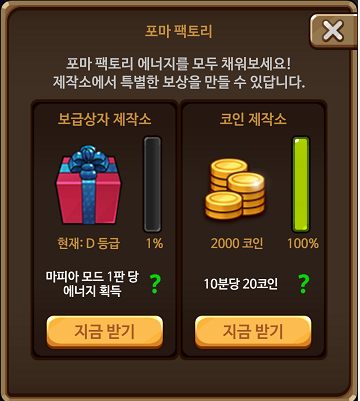 포마 팩토리
포마 팩토리 에너지를 모두 채워보세요!
제작소에서 특별한 보상을 만들 수 있답니다.
보급상자 제작소
코인 제작소
현재: D 등급
1%
2000 코인
100%
마피아 모드 1판 당
에너지 획득
?
10분당 20코인
?
지금 받기
지금 받기